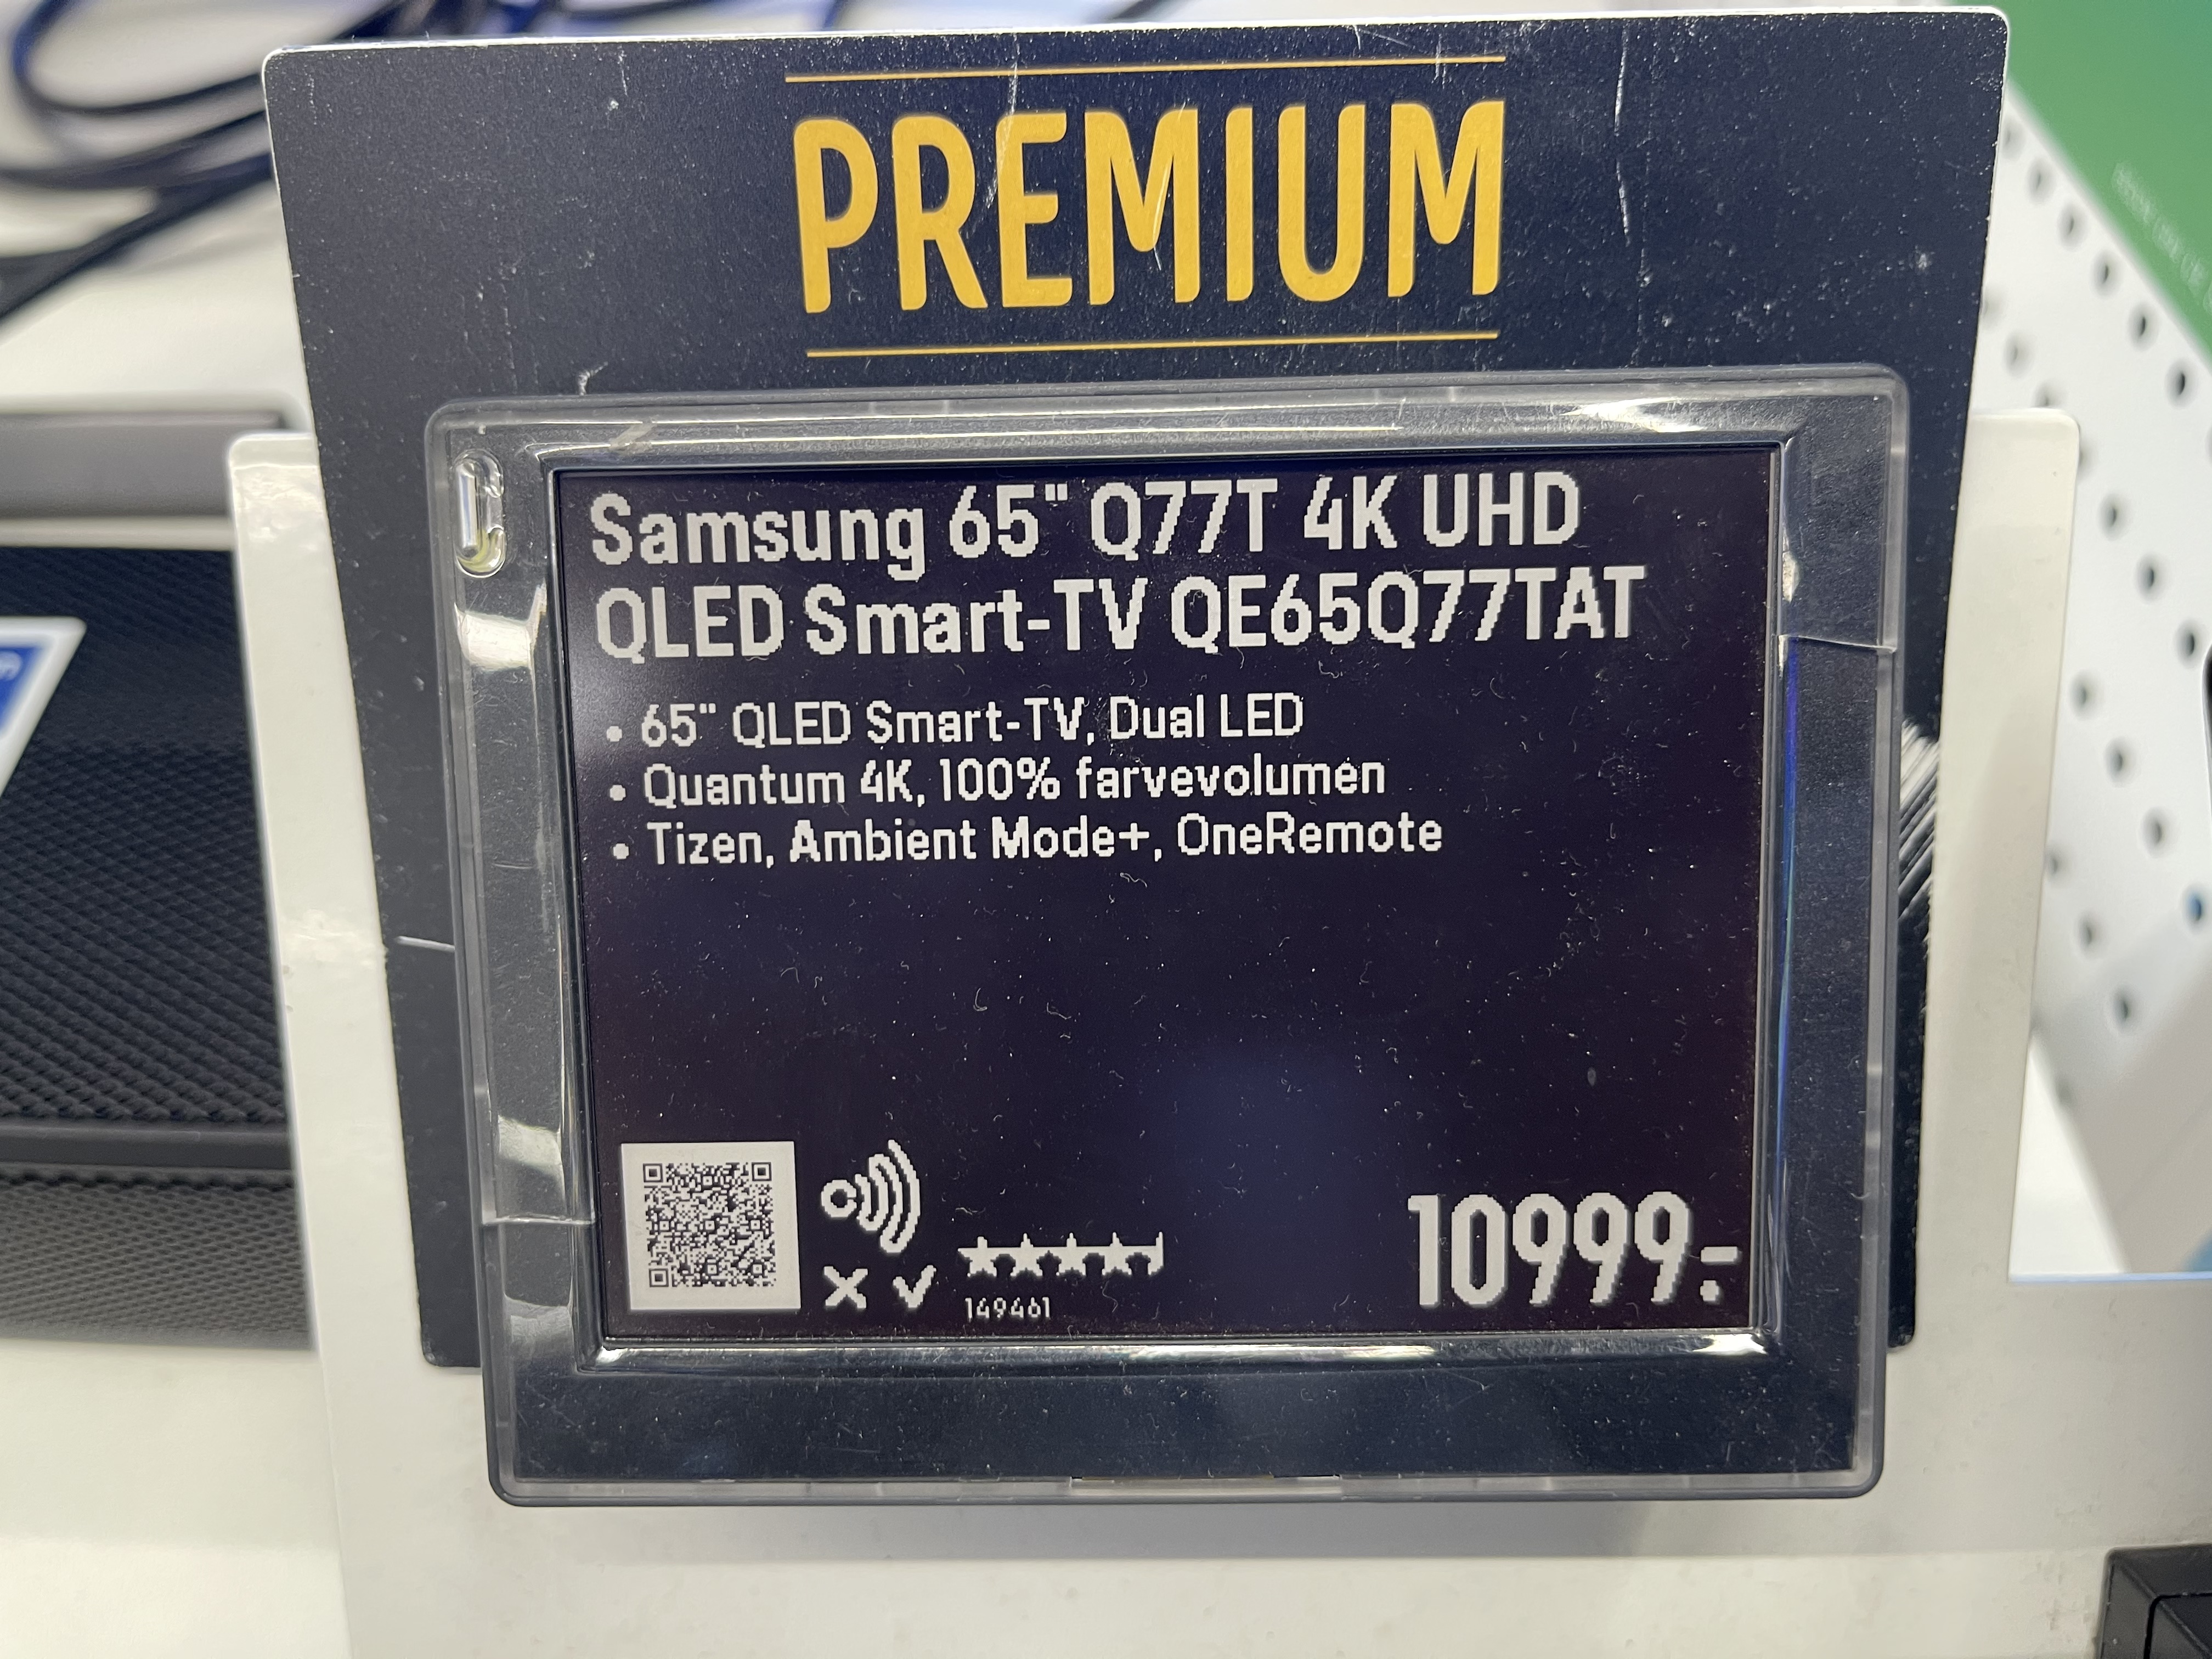 PREMIUM
Samsung 65" Q77T 4K UHD
QLED Smart-TV QE65Q77TAT
• 65" QLED Smart-TV, Dual LED
• Quantum 4K, 100% farvevolumen
• Tizen, Ambient Mode+, OneRemote
149461
10999.-